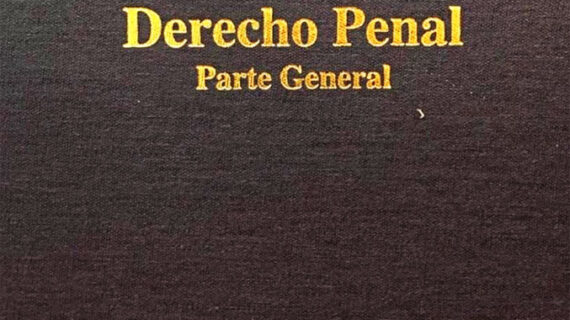 Derecho Penal
Parte General